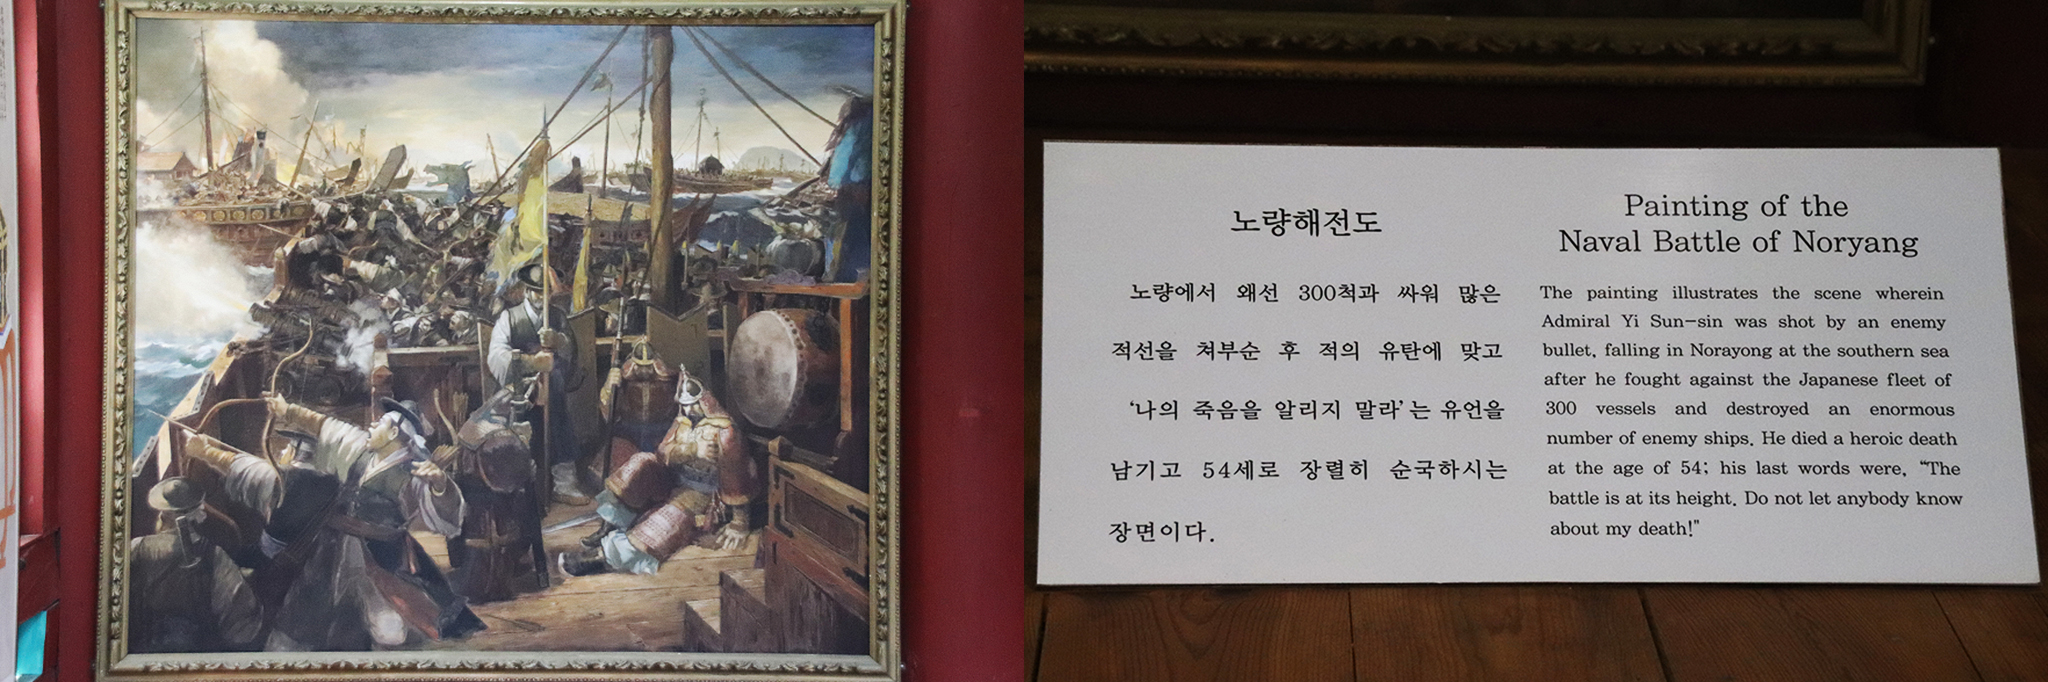 노량해전도
노량에서 왜선 300척과 싸워 많은
적선을 쳐부순 후 적의 유탄에 맞고
‘나의 죽음을 알리지 말라’는 유언을
남기고 54세로 장렬히 순국하시는
장면이다.
Painting of the
Naval Battle of Noryang
The painting illustrates the scene wherein
Admiral Yi Sun-sin was shot by an enemy
bullet, falling in Norayong at the southern sea
after he fought against the Japanese fleet of
300 vessels and destroyed an enormous
number of enemy ships. He died a heroic death
at the age of 54; his last words were, “The
battle is at its height. Do not let anybody know
about my death!"